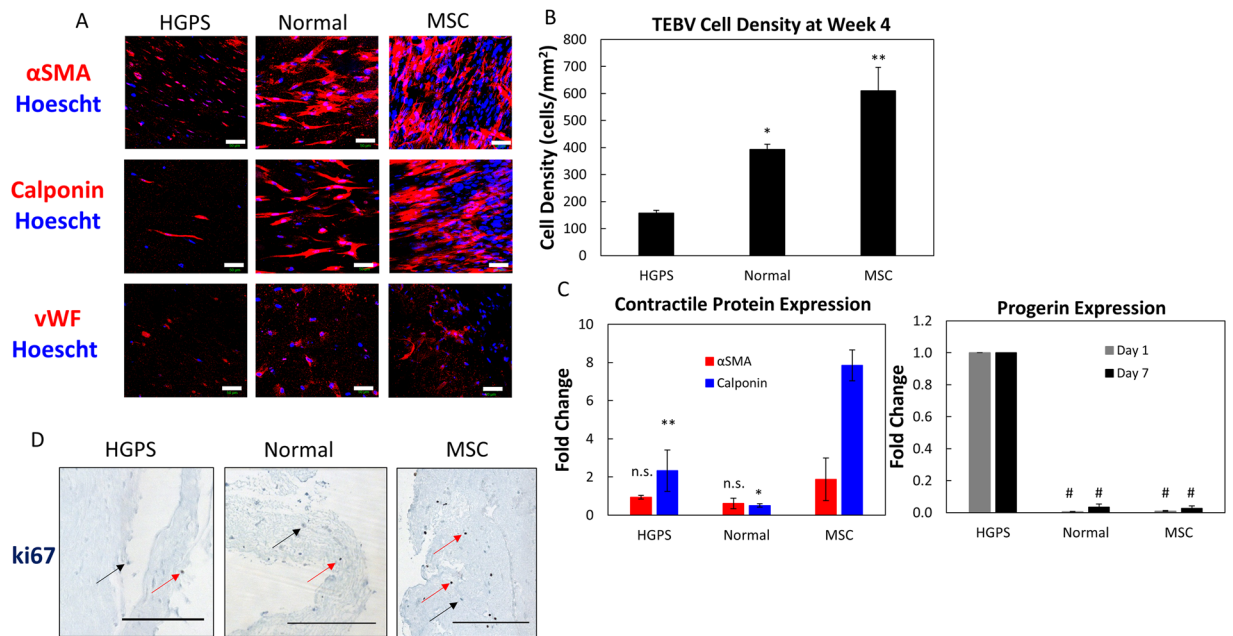 A
HGPS
Normal
MSC
αSMA
Hoescht
Calponin
Hoescht
vWF
Hoescht
B
TEBV Cell Density at Week 4
Cell Density (cells/mm²)
800
700
600
500
400
300
200
100
0
*
**
HGPS
Normal
MSC
C
Contractile Protein Expression
Fold Change
10
8
6
4
2
0
αSMA
Calponin
n.s.
**
n.s.
*
HGPS
Normal
MSC
Progerin Expression
Fold Change
1.2
1.0
0.8
0.6
0.4
0.2
0.0
Day 1
Day 7
# #
# #
HGPS
Normal
MSC
D
HGPS
Normal
MSC
ki67